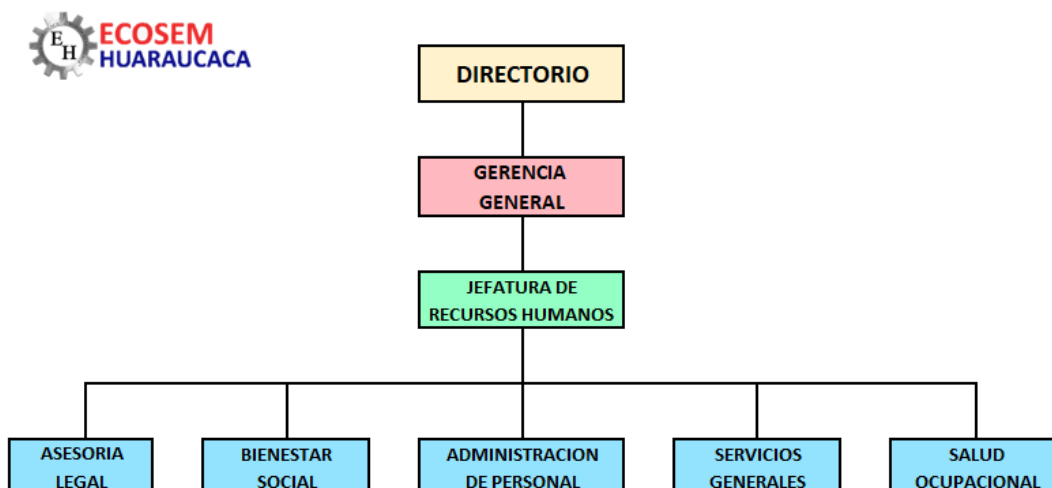 EH
ECOSEM
HUARAUCACA
DIRECTORIO
GERENCIA
GENERAL
JEFATURA DE
RECURSOS HUMANOS
ASESORIA
LEGAL
BIENESTAR
SOCIAL
ADMINISTRACION
DE PERSONAL
SERVICIOS
GENERALES
SALUD
OCUPACIONAL